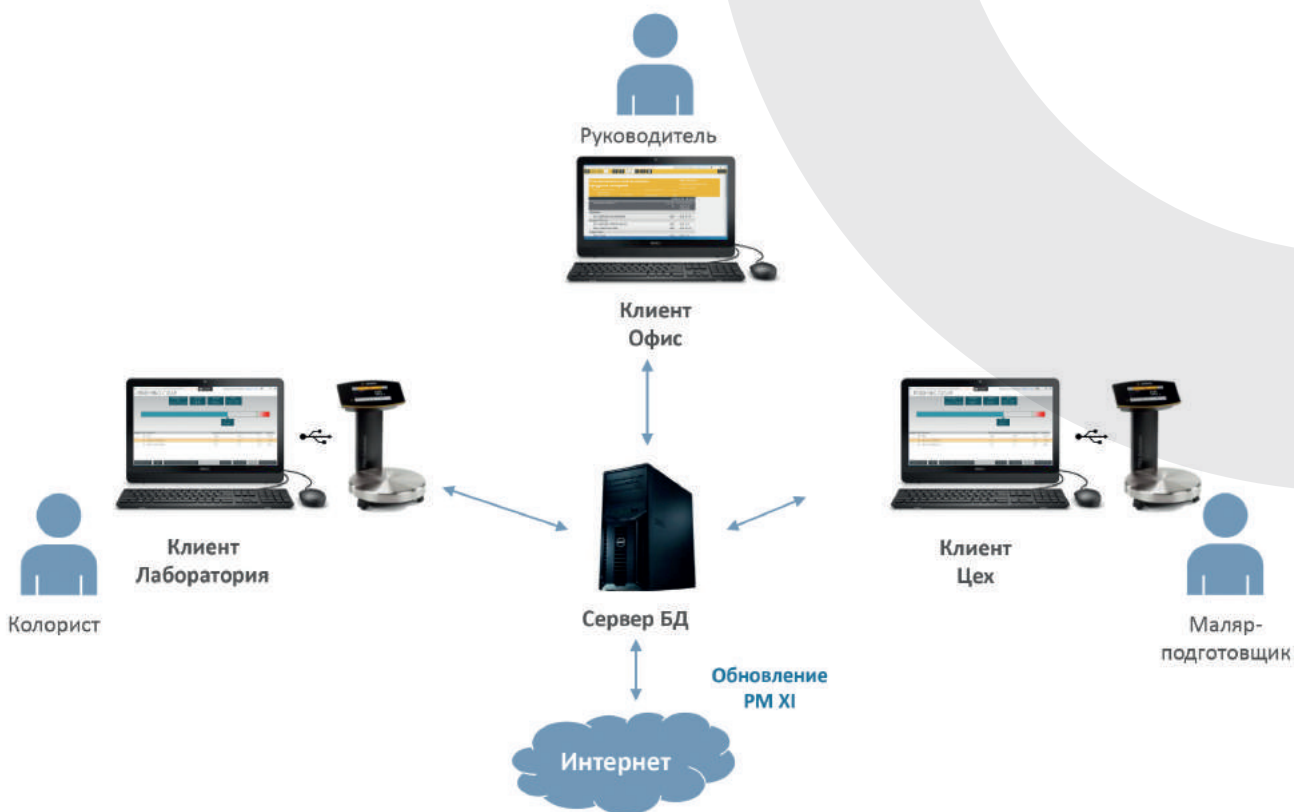 Руководитель
Клиент
Офис
Клиент
Лаборатория
Колорист
Клиент
Цех
Маляр-
подготовщик
Сервер БД
Обновление
PM XI
Интернет